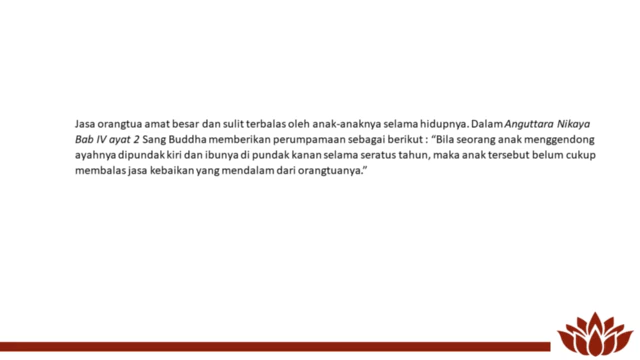 Jasa orangtua amat besar dan sulit terbalas oleh anak-anaknya selama hidupnya. Dalam Anguttara Nikaya
Bab IV ayat 2 Sang Buddha memberikan perumpamaan sebagai berikut : “Bila seorang anak menggendong
ayahnya dipundak kiri dan ibunya di pundak kanan selama seratus tahun, maka anak tersebut belum cukup
membalas jasa kebaikan yang mendalam dari orangtuanya.”